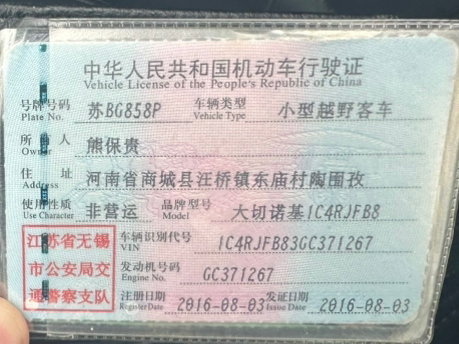 中华人民共和国机动车行驶证
Vehicle License of the People's Republic of China
号牌号码 苏BG858P 车辆类型 小型越野客车
Plate No. Vehicle Type
所有人 熊保贵
Owner
住址 河南省商城县汪桥镇东庙村陶围孜
Address
使用性质 非营运 品牌型号 大切诺基1C4RJFB8
Use Character Model
江苏省无锡市公安局交通警察支队
车辆识别代号 1C4RJFB83GC371267
VIN
发动机号码 GC371267
Engine No.
注册日期 2016-08-03 发证日期 2016-08-03
Register Date Issue Date